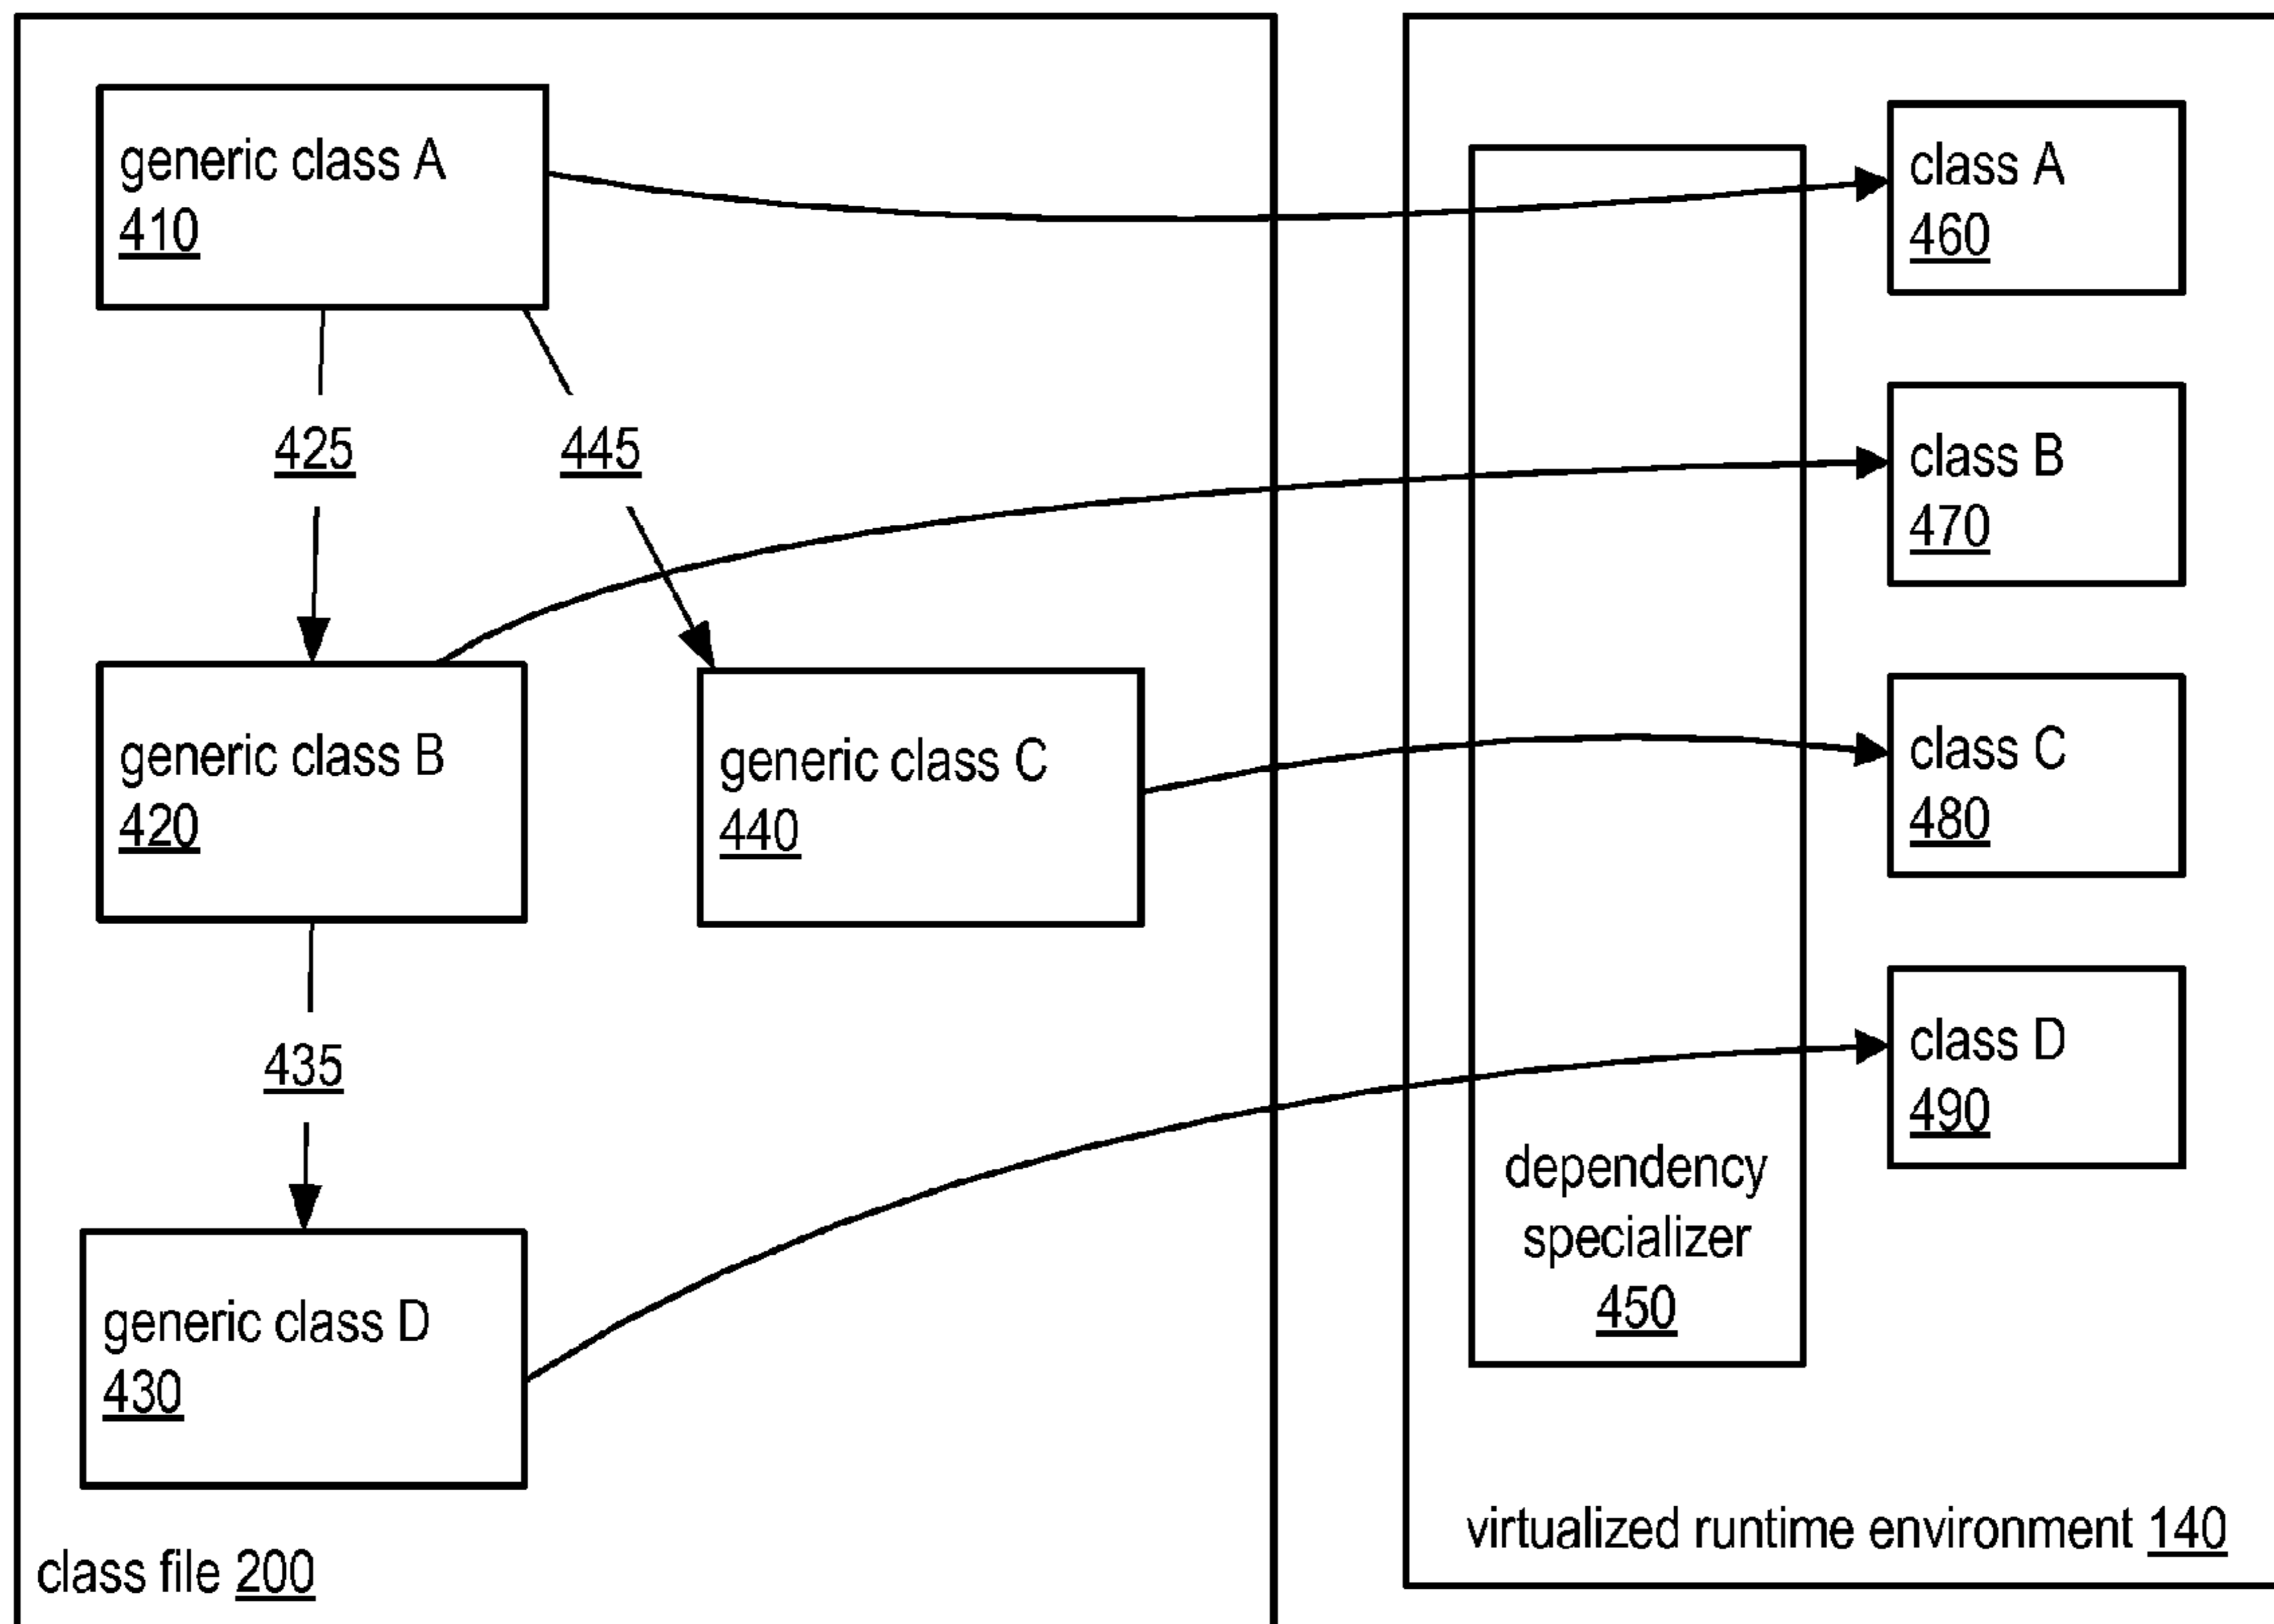 generic class A
410
425
445
generic class B
420
generic class C
440
435
generic class D
430
class file 200
class A
460
class B
470
class C
480
class D
490
dependency
specializer
450
virtualized runtime environment 140